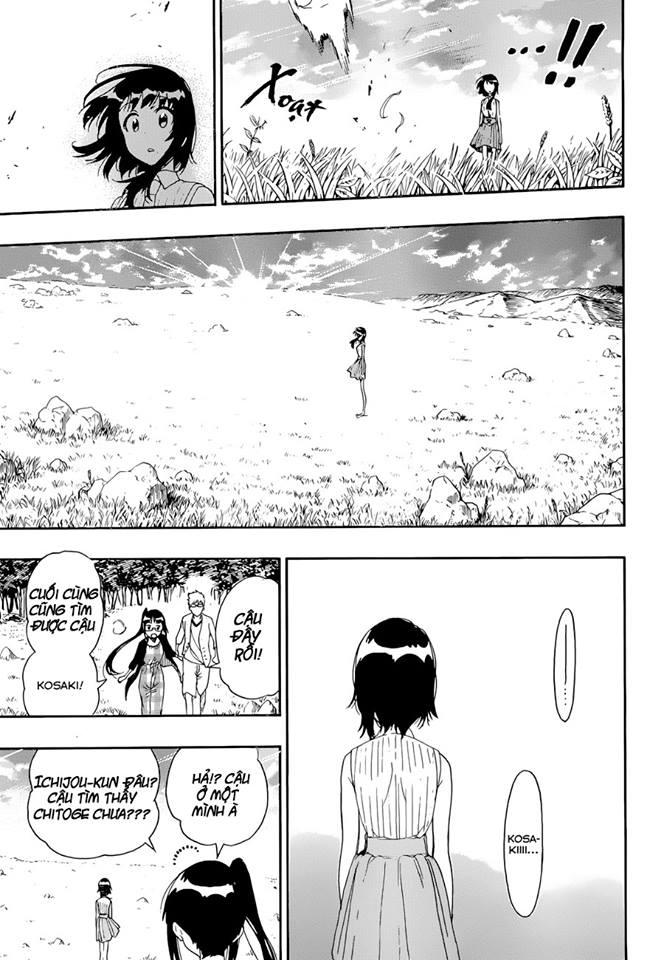 ...!!
Xoạt
........
KOSA-
KIIII...
CẬU
ĐÂY
RỒI!
CUỐI CÙNG
CŨNG TÌM
ĐƯỢC CẬU
KOSAKI!
HẢ!? CẬU
Ở MỘT
MÌNH À
ICHIJOU-KUN ĐÂU?
CẬU TÌM THẤY
CHITOGE CHƯA???